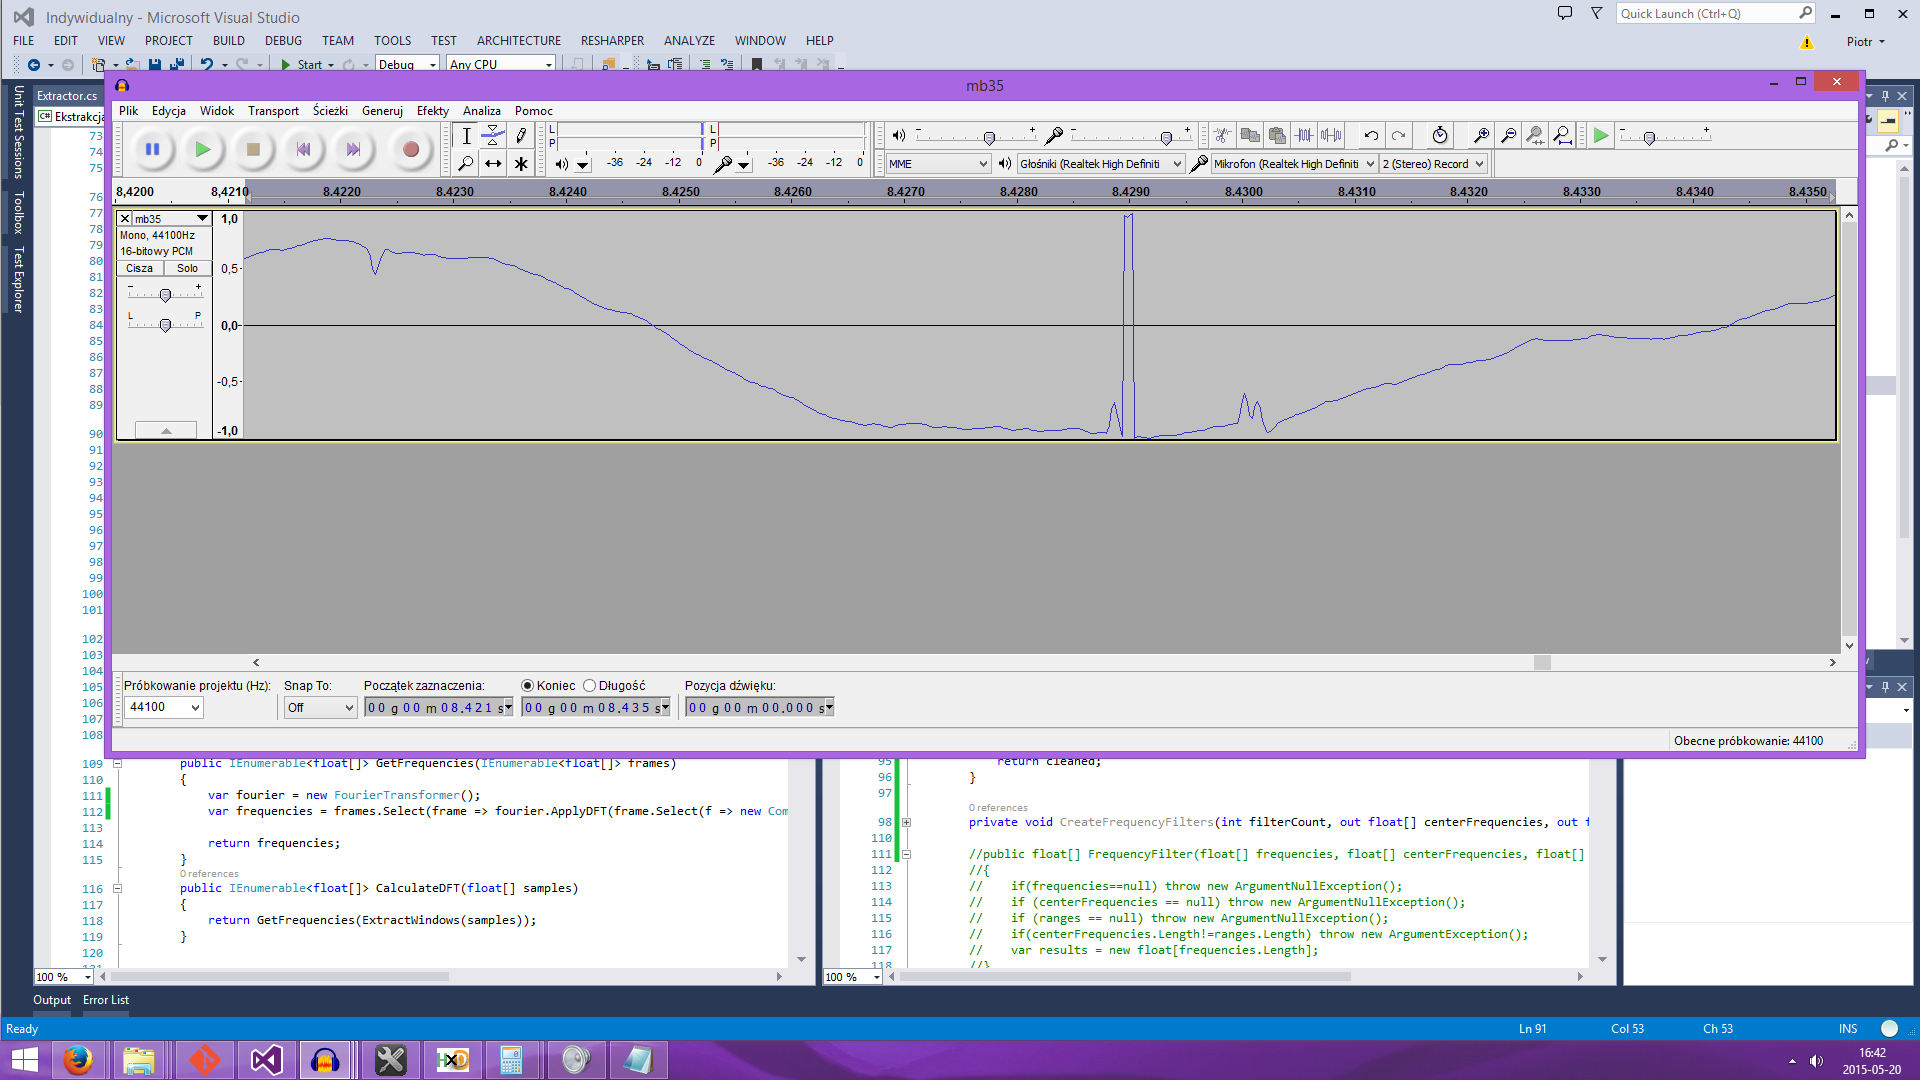 Indywidualny - Microsoft Visual Studio
Quick Launch (Ctrl+Q)
FILE EDIT VIEW PROJECT BUILD DEBUG TEAM TOOLS TEST ARCHITECTURE RESHARPER ANALYZE WINDOW HELP
Piotr
Start Debug Any CPU
mb35
Extractor.cs
Ekstrakcja
Unit Test Sessions
Toolbox
Test Explorer
Plik Edycja Widok Transport Ścieżki Generuj Efekty Analiza Pomoc
L
P
-36 -24 -12 0
L
P
-36 -24 -12 0
MME
Głośniki (Realtek High Definiti
Mikrofon (Realtek High Definiti
2 (Stereo) Record
8,4200 8,4210 8.4220 8.4230 8.4240 8.4250 8.4260 8.4270 8.4280 8.4290 8.4300 8.4310 8.4320 8.4330 8.4340 8.4350
mb35
Mono, 44100Hz
16-bitowy PCM
Cisza Solo
- +
L P
1,0
0,5-
0,0-
-0,5-
-1,0
73
74
75
76
77
78
79
80
81
82
83
84
85
86
87
88
89
90
91
92
93
94
95
96
97
98
99
100
101
102
103
104
105
106
107
108
Próbkowanie projektu (Hz): Snap To: Początek zaznaczenia: Koniec Długość Pozycja dźwięku:
44100 Off 00 g 00 m 08.421 s 00 g 00 m 08.435 s 00 g 00 m 00.000 s
Obecne próbkowanie: 44100
109 public IEnumerable<float[]> GetFrequencies(IEnumerable<float[]> frames)
110 {
111 var fourier = new FourierTransformer();
112 var frequencies = frames.Select(frame => fourier.ApplyDFT(frame.Select(f => new Com
113
114 return frequencies;
115 }
0 references
116 public IEnumerable<float[]> CalculateDFT(float[] samples)
117 {
118 return GetFrequencies(ExtractWindows(samples));
119 }
120
121
100 %
95 return cleaned;
96 }
97
0 references
98 private void CreateFrequencyFilters(int filterCount, out float[] centerFrequencies, out f
110
111 //public float[] FrequencyFilter(float[] frequencies, float[] centerFrequencies, float[]
112 //{
113 // if(frequencies==null) throw new ArgumentNullException();
114 // if (centerFrequencies == null) throw new ArgumentNullException();
115 // if (ranges == null) throw new ArgumentNullException();
116 // if(centerFrequencies.Length!=ranges.Length) throw new ArgumentException();
117 // var results = new float[frequencies.Length];
118 //}
100 %
Output Error List
Ready
Ln 91 Col 53 Ch 53 INS
16:42
2015-05-20